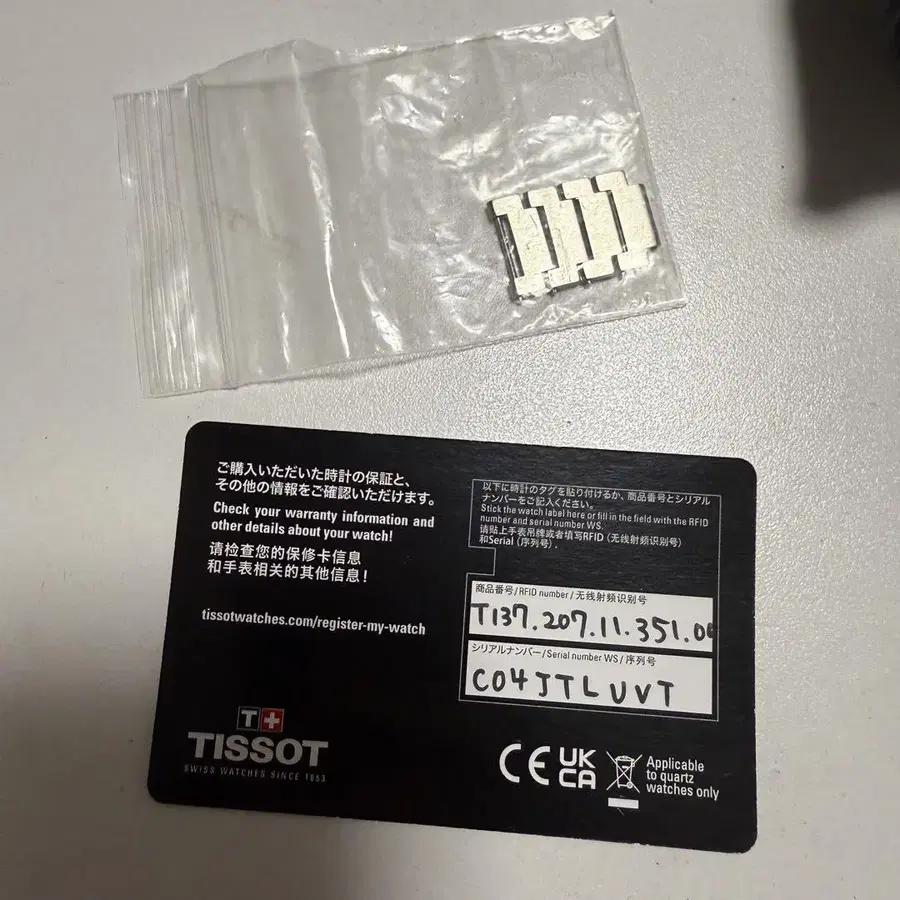 ご購入いただいた時計の保証と、
その他の情報をご確認いただけます。
Check your warranty information and
other details about your watch!
请检查您的保修卡信息
和手表相关的其他信息！
tissotwatches.com/register-my-watch
T+
TISSOT
SWISS WATCHES SINCE 1853
以下に時計のタグを貼り付けるか、商品番号とシリアル
ナンバーをご記入ください。
Stick the watch label here or fill in the field with the RFID
number and serial number WS.
请贴上手表吊牌或者填写RFID（无线射频识别号）
和Serial（序列号）.
商品番号/RFID number/无线射频识别号
T137.207.11.351.00
シリアルナンバー/Serial number WS/序列号
C04JTLUVT
CE
UK
CA
Applicable
to quartz
watches only